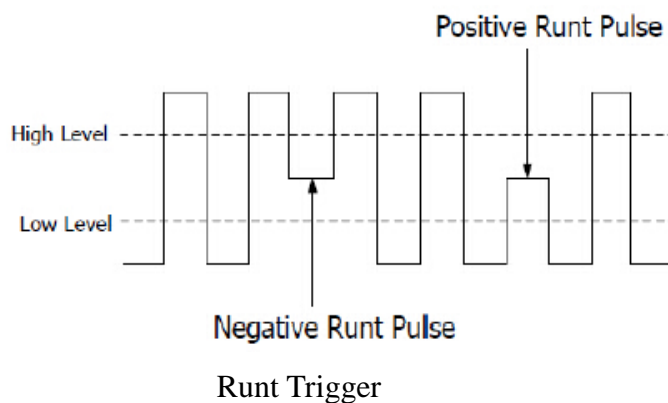 Positive Runt Pulse
High Level
Low Level
Negative Runt Pulse
Runt Trigger